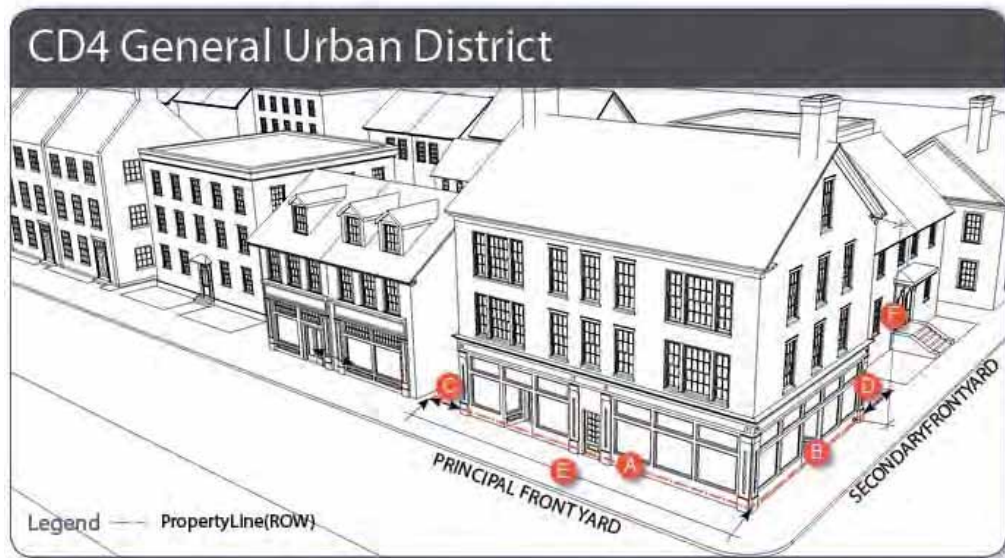 CD4 General Urban District
C
F
D
B
A
E
PRINCIPAL FRONTYARD
SECONDARYFRONTYARD
Legend PropertyLine(ROW)